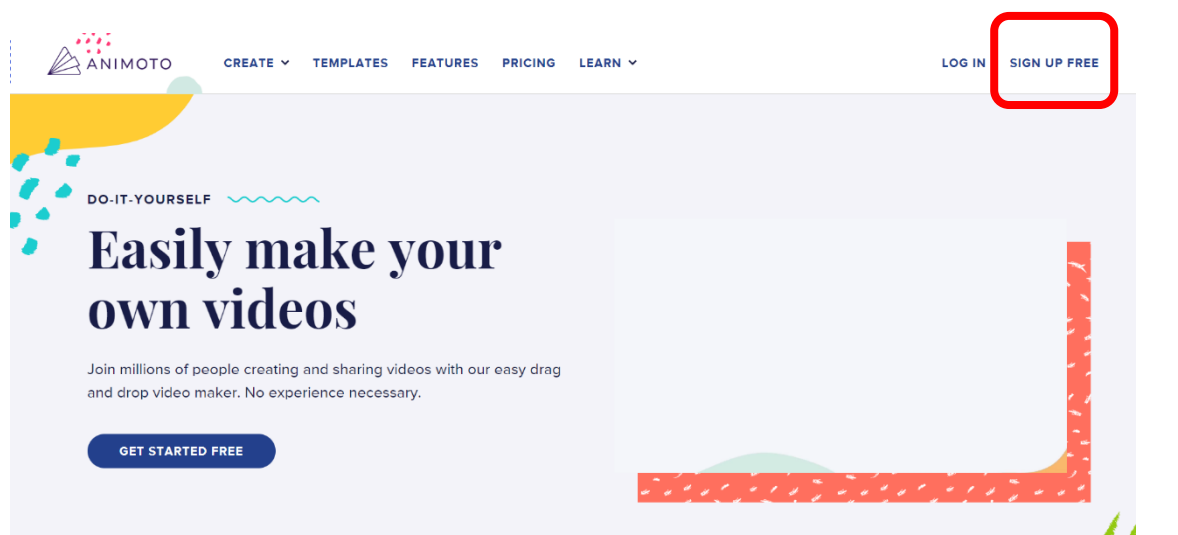 ANIMOTO CREATE TEMPLATES FEATURES PRICING LEARN LOG IN SIGN UP FREE
DO-IT-YOURSELF
Easily make your
own videos
Join millions of people creating and sharing videos with our easy drag
and drop video maker. No experience necessary.
GET STARTED FREE